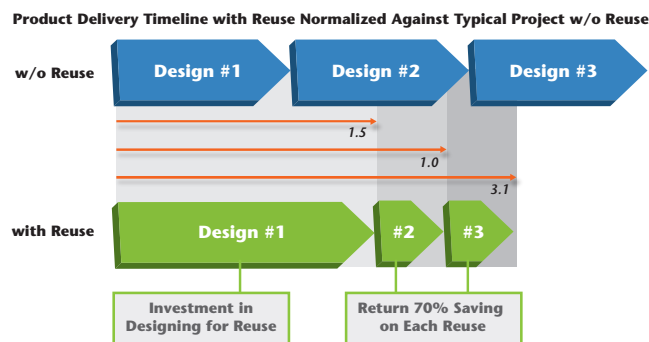 Product Delivery Timeline with Reuse Normalized Against Typical Project w/o Reuse
w/o Reuse
Design #1
Design #2
Design #3
1.5
1.0
3.1
with Reuse
Design #1
#2
#3
Investment in
Designing for Reuse
Return 70% Saving
on Each Reuse